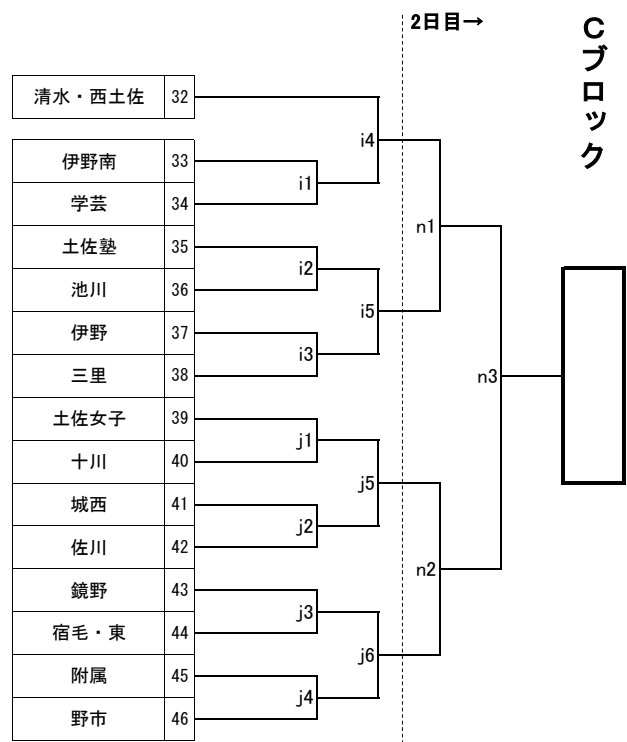 2日目→
Cブロック
清水・西土佐 32
伊野南 33
学芸 34
土佐塾 35
池川 36
伊野 37
三里 38
土佐女子 39
十川 40
城西 41
佐川 42
鏡野 43
宿毛・東 44
附属 45
野市 46
i4
i1
n1
i2
i5
i3
n3
j1
j5
j2
n2
j3
j6
j4